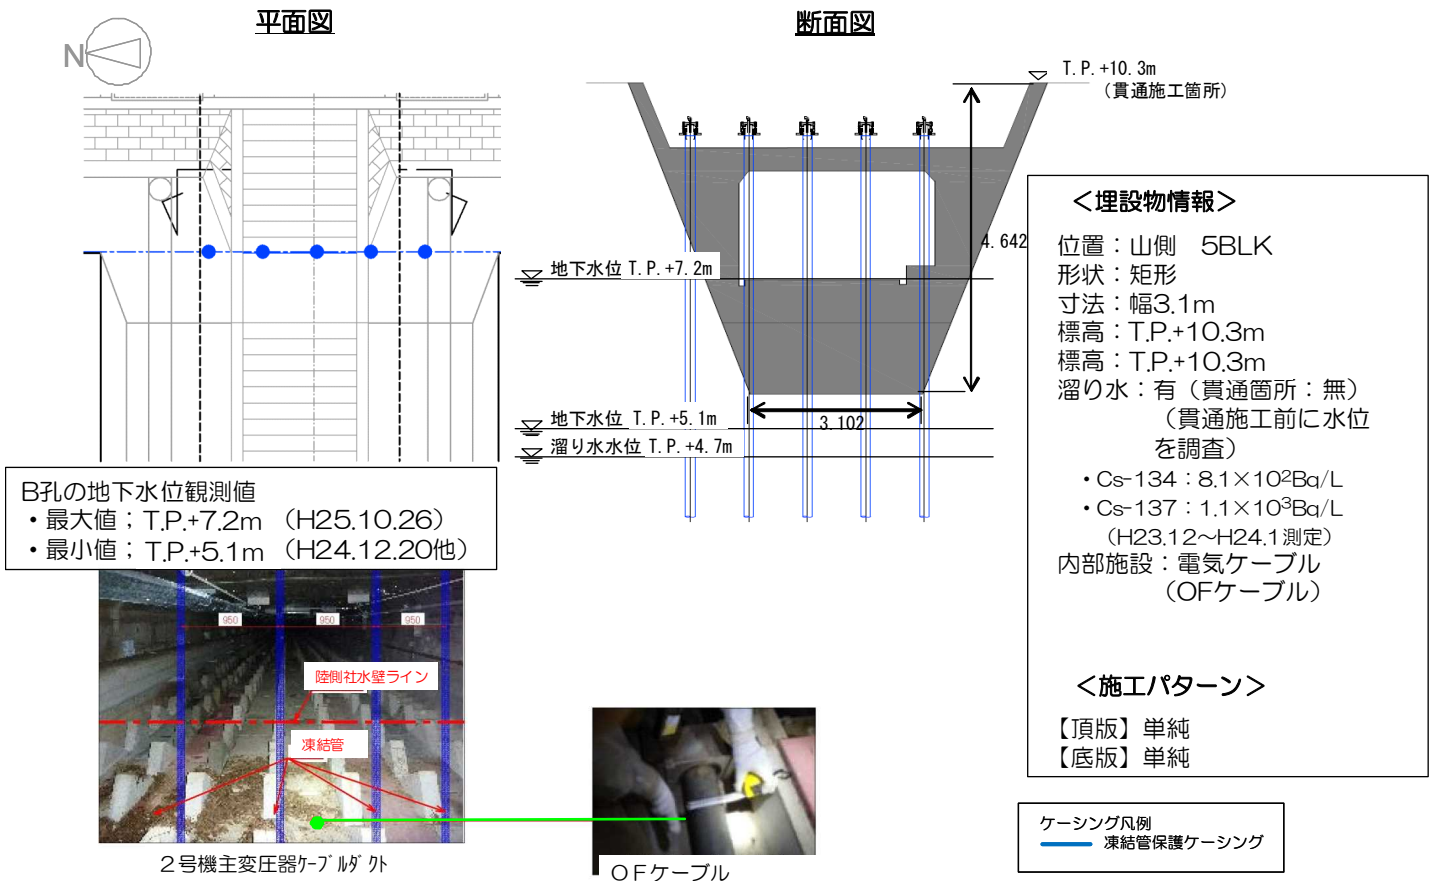 平面図
断面図
N
T.P.+10.3m
(貫通施工箇所)
4.642
地下水位 T.P.+7.2m
地下水位 T.P.+5.1m
3.102
溜り水水位 T.P.+4.7m
B孔の地下水位観測値
・最大値；T.P.+7.2m （H25.10.26）
・最小値；T.P.+5.1m （H24.12.20他）
950
950
950
陸側社水壁ライン
凍結管
2号機主変圧器ｹｰﾌﾞﾙﾀﾞｸﾄ
OFケーブル
＜埋設物情報＞
位置：山側 5BLK
形状：矩形
寸法：幅3.1m
標高：T.P.+10.3m
標高：T.P.+10.3m
溜り水：有（貫通箇所：無）
（貫通施工前に水位
を調査）
・Cs-134：8.1×10²Bq/L
・Cs-137：1.1×10³Bq/L
（H23.12～H24.1測定）
内部施設：電気ケーブル
（OFケーブル）
＜施工パターン＞
【頂版】単純
【底版】単純
ケーシング凡例
凍結管保護ケーシング